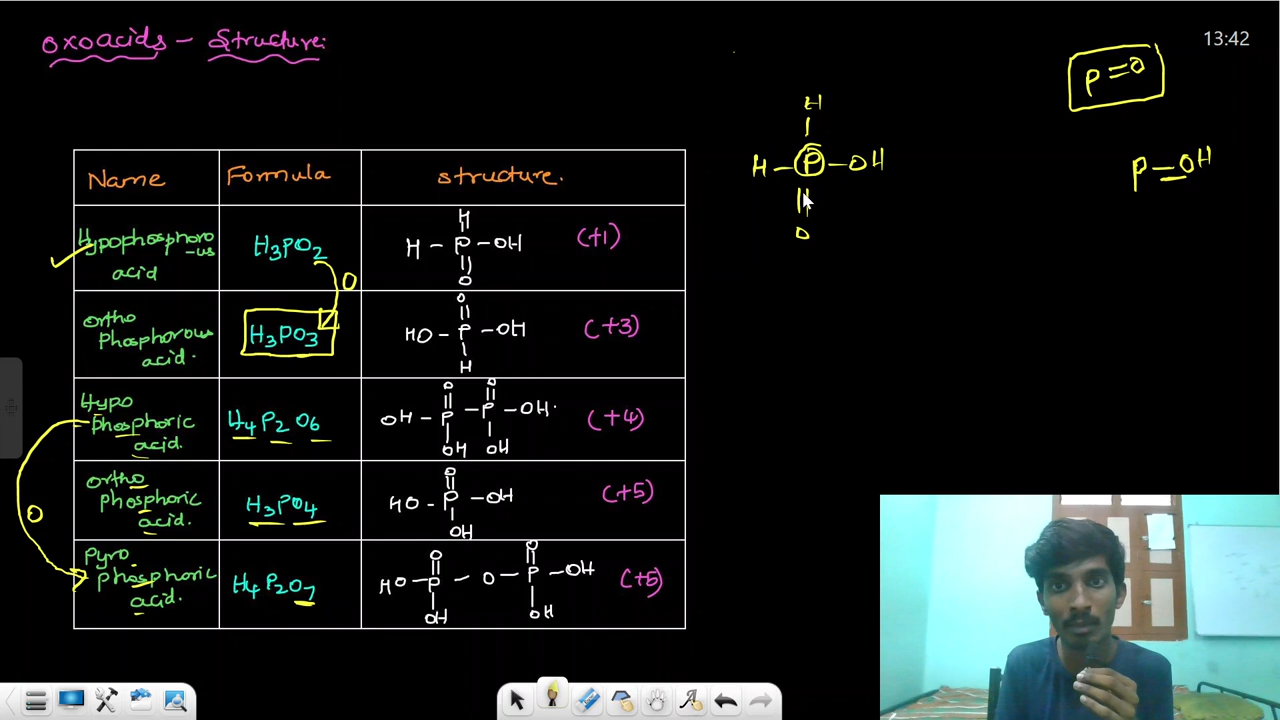 oxoacids - Structure:
13:42
P=O
P-OH
H
H-P-OH
O
Name
Formula
structure.
Hypophosphoro
-us
acid
H3PO2
O
H
H-P-OH
O
(+1)
Ortho
phosphorous
acid.
H3PO3
O
HO-P-OH
H
(+3)
Hypo
phosphoric
acid.
H4P2O6
O O
OH-P-P-OH.
OH OH
(+4)
Ortho
phosphoric
acid.
H3PO4
O
HO-P-OH
OH
(+5)
O
Pyro
phosphoric
acid.
H4P2O7
O O
HO-P-O-P-OH
OH OH
(+5)